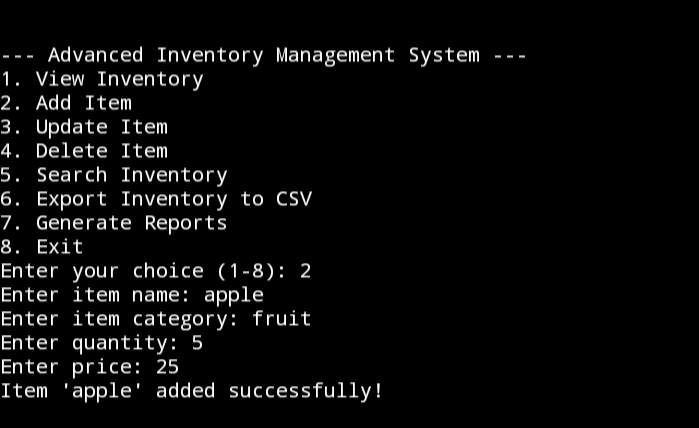 --- Advanced Inventory Management System ---
1. View Inventory
2. Add Item
3. Update Item
4. Delete Item
5. Search Inventory
6. Export Inventory to CSV
7. Generate Reports
8. Exit
Enter your choice (1-8): 2
Enter item name: apple
Enter item category: fruit
Enter quantity: 5
Enter price: 25
Item 'apple' added successfully!